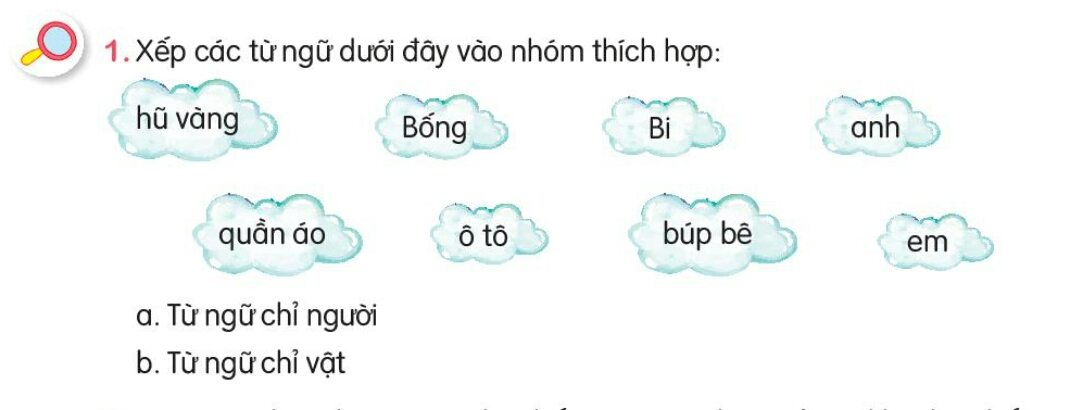 1. Xếp các từ ngữ dưới đây vào nhóm thích hợp:
hũ vàng Bống Bi anh
quần áo ô tô búp bê em
a. Từ ngữ chỉ người
b. Từ ngữ chỉ vật